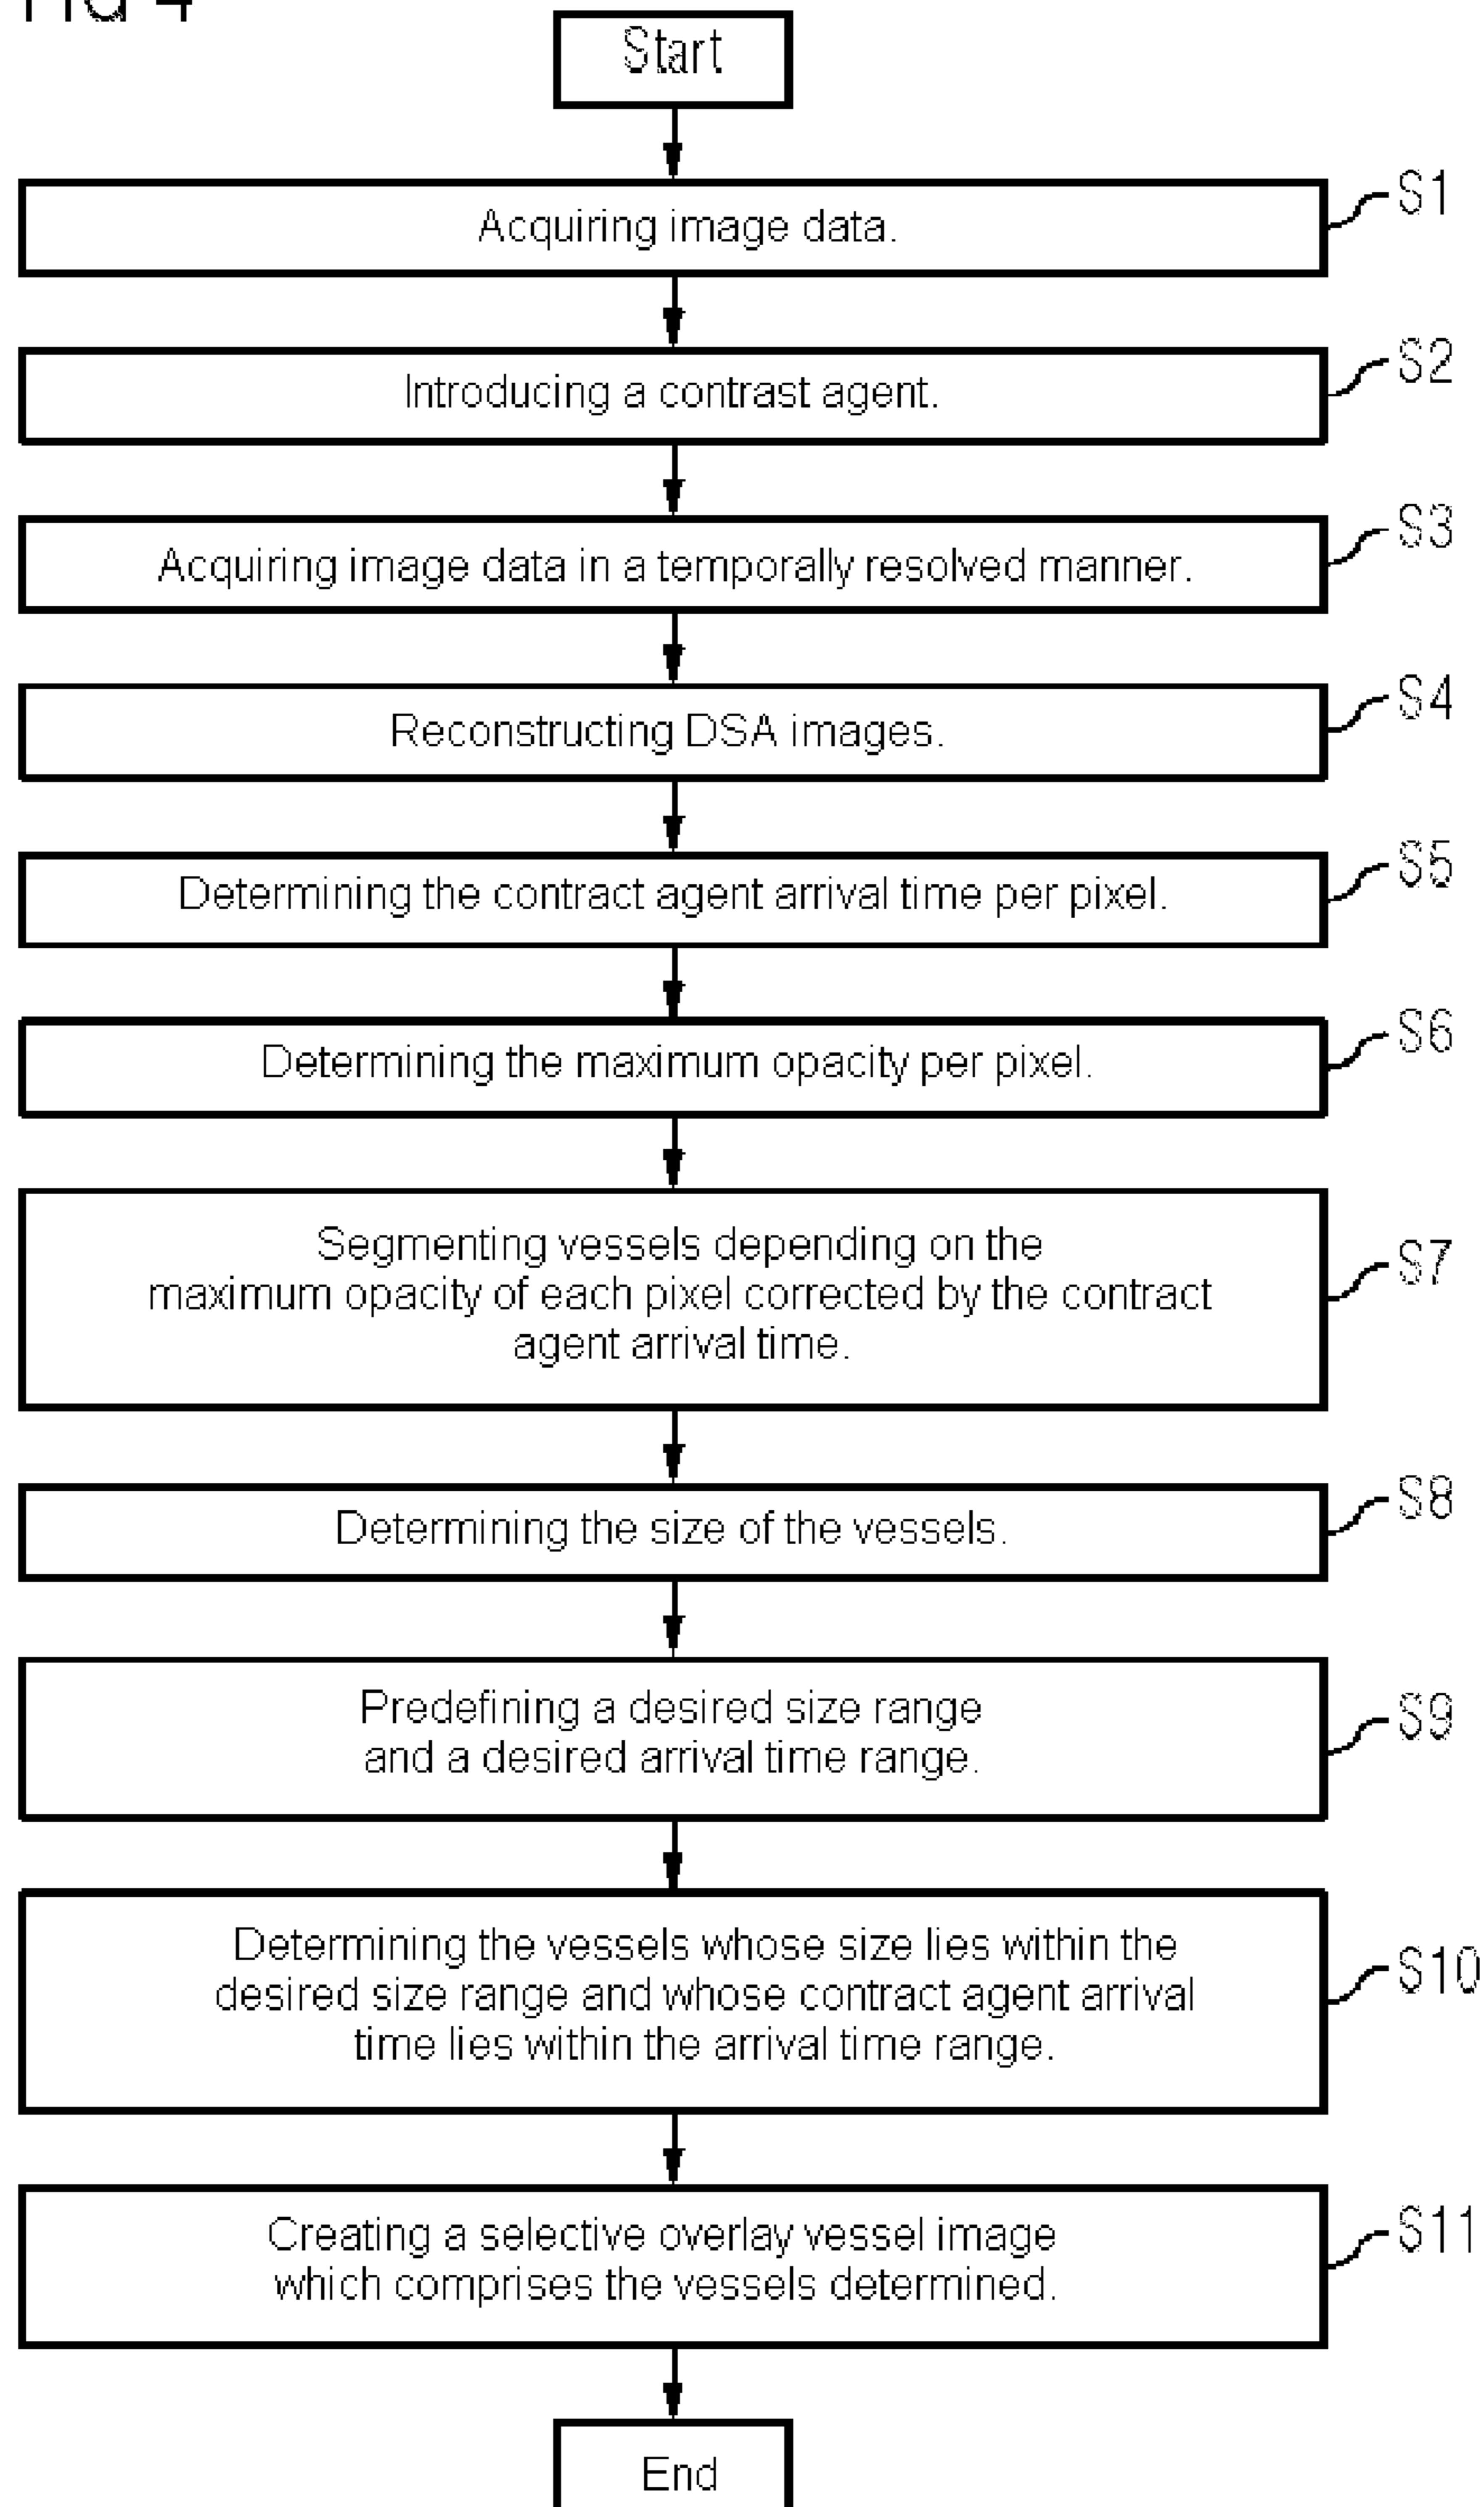 FIG 4
Start
Acquiring image data.
S1
Introducing a contrast agent.
S2
Acquiring image data in a temporally resolved manner.
S3
Reconstructing DSA images.
S4
Determining the contract agent arrival time per pixel.
S5
Determining the maximum opacity per pixel.
S6
Segmenting vessels depending on the
maximum opacity of each pixel corrected by the contract
agent arrival time.
S7
Determining the size of the vessels.
S8
Predefining a desired size range
and a desired arrival time range.
S9
Determining the vessels whose size lies within the
desired size range and whose contract agent arrival
time lies within the arrival time range.
S10
Creating a selective overlay vessel image
which comprises the vessels determined.
S11
End